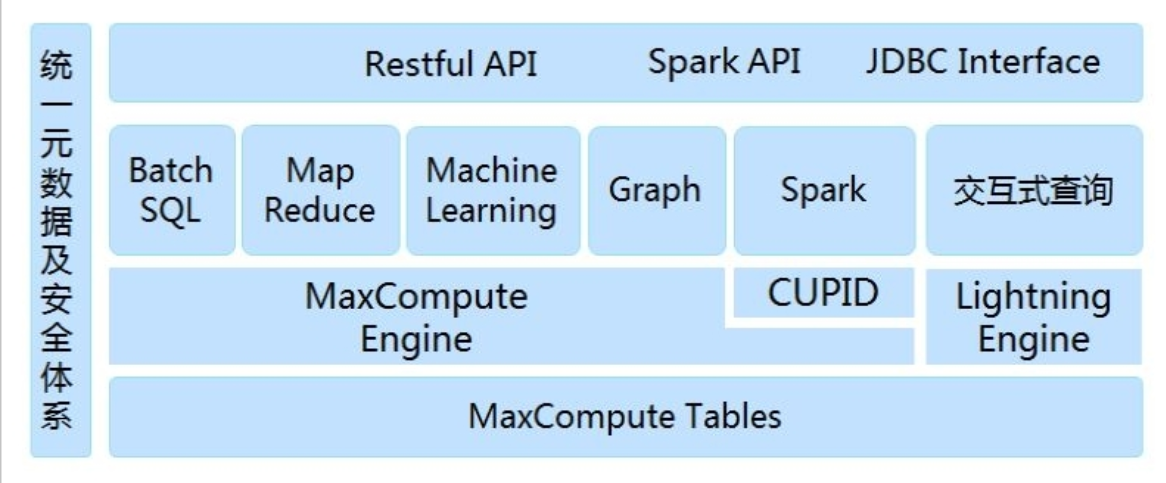 统一元数据及安全体系
Restful API Spark API JDBC Interface
Batch
SQL
Map
Reduce
Machine
Learning
Graph
Spark
交互式查询
MaxCompute
Engine
CUPID
Lightning
Engine
MaxCompute Tables